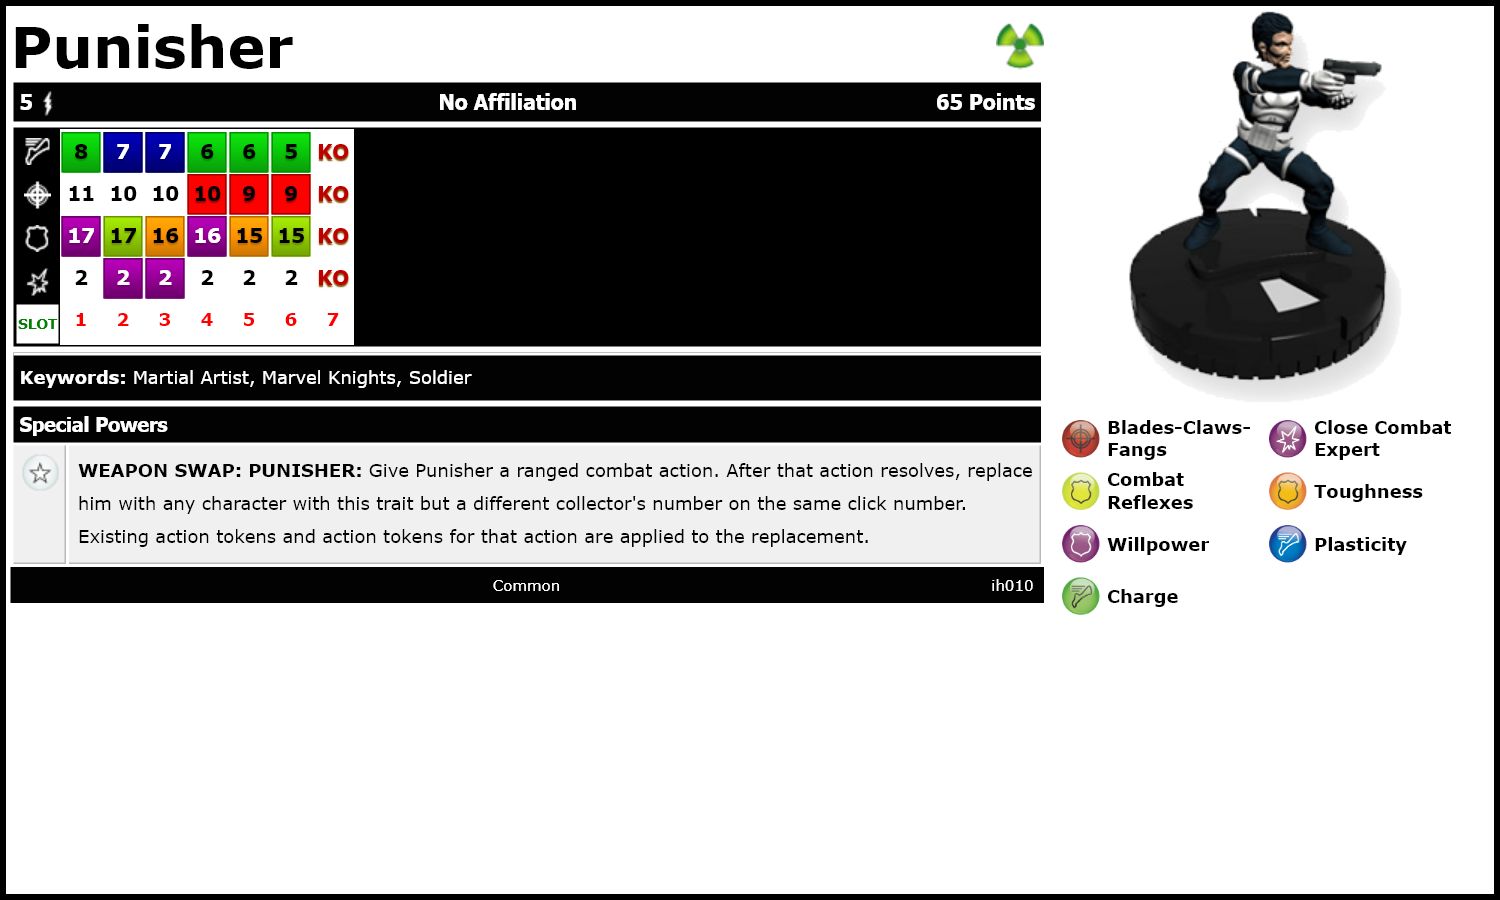 Punisher
5 No Affiliation 65 Points
8 7 7 6 6 5 KO
11 10 10 10 9 9 KO
17 17 16 16 15 15 KO
2 2 2 2 2 2 KO
SLOT 1 2 3 4 5 6 7
Keywords: Martial Artist, Marvel Knights, Soldier
Special Powers
WEAPON SWAP: PUNISHER: Give Punisher a ranged combat action. After that action resolves, replace
him with any character with this trait but a different collector's number on the same click number.
Existing action tokens and action tokens for that action are applied to the replacement.
Common ih010
Blades-Claws-
Fangs
Close Combat
Expert
Combat
Reflexes
Toughness
Willpower
Plasticity
Charge